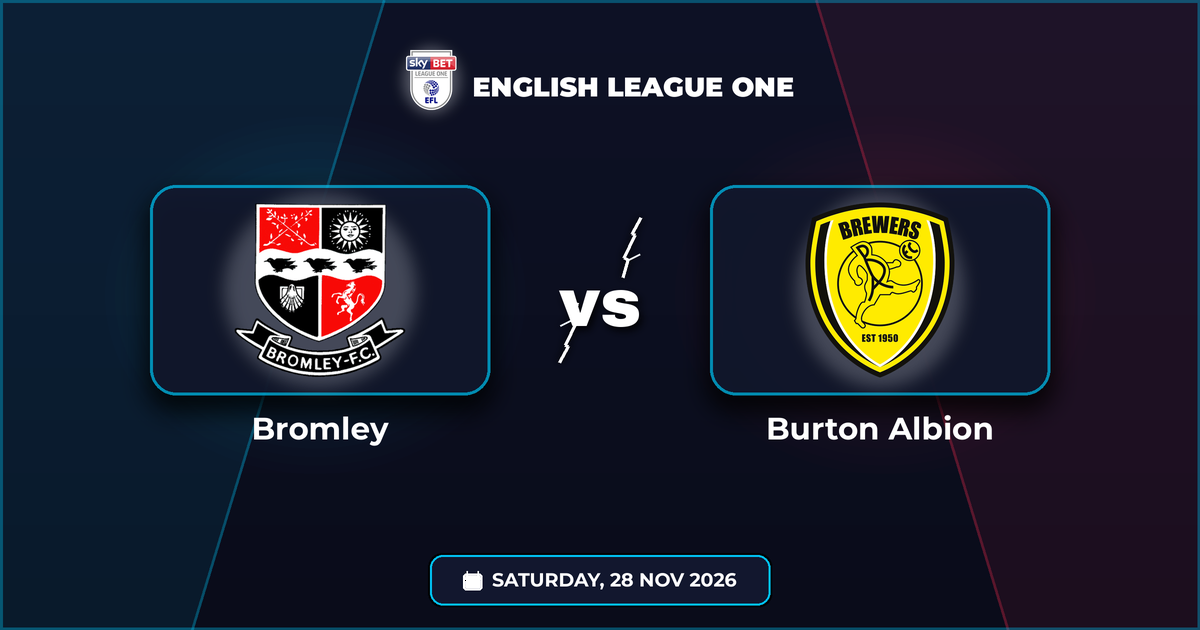 sky BET
LEAGUE ONE
EFL
ENGLISH LEAGUE ONE
BROMLEY-F.C.
vs
BREWERS
EST 1950
Bromley
Burton Albion
SATURDAY, 28 NOV 2026